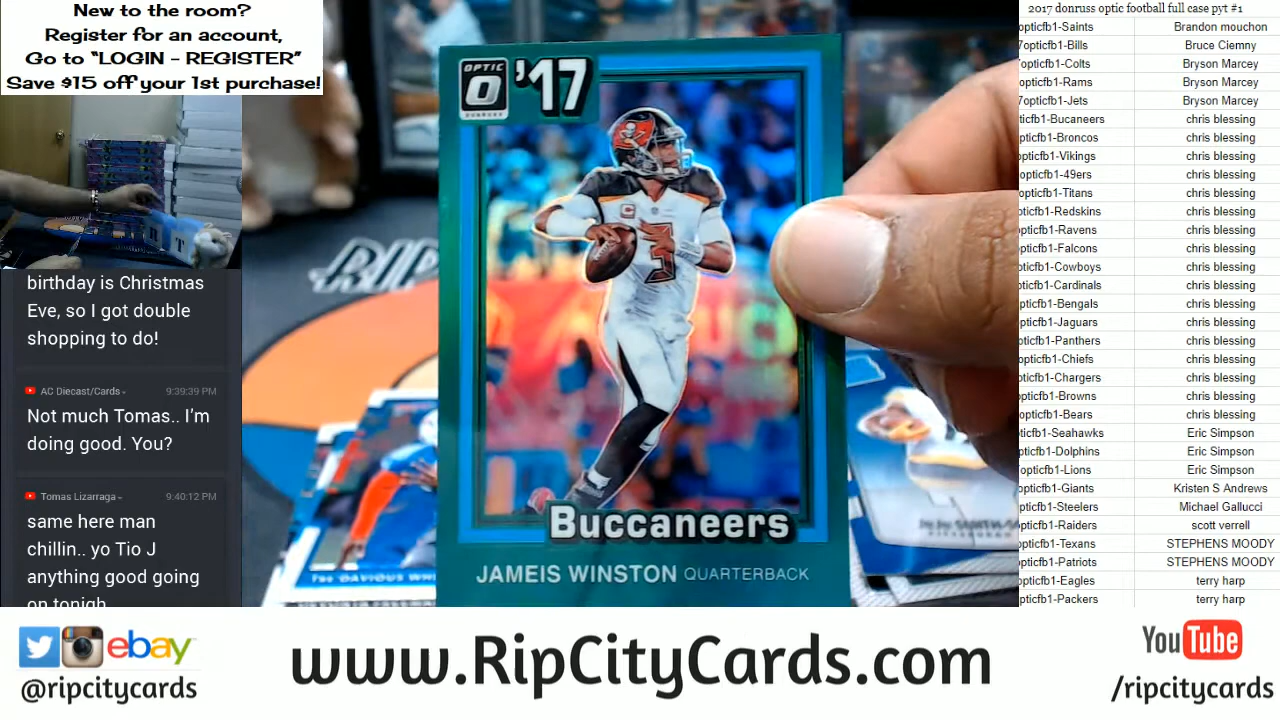 New to the room?
Register for an account,
Go to “LOGIN - REGISTER”
Save $15 off your 1st purchase!
birthday is Christmas
Eve, so I got double
shopping to do!
AC Diecast/Cards 9:39:39 PM
Not much Tomas.. I'm
doing good. You?
Tomas Lizarraga 9:40:12 PM
same here man
chillin.. yo Tio J
anything good going
on tonigh
OPTIC '17
DONRUSS
C
3
Buccaneers
JAMEIS WINSTON QUARTERBACK
RIP
2017 donruss optic football full case pyt #1
opticfb1-Saints Brandon mouchon
7opticfb1-Bills Bruce Ciemny
opticfb1-Colts Bryson Marcey
opticfb1-Rams Bryson Marcey
7opticfb1-Jets Bryson Marcey
opticfb1-Bucaneers chris blessing
opticfb1-Broncos chris blessing
opticfb1-Vikings chris blessing
opticfb1-49ers chris blessing
opticfb1-Titans chris blessing
opticfb1-Redskins chris blessing
opticfb1-Ravens chris blessing
opticfb1-Falcons chris blessing
opticfb1-Cowboys chris blessing
opticfb1-Cardinals chris blessing
opticfb1-Bengals chris blessing
opticfb1-Jaguars chris blessing
opticfb1-Panthers chris blessing
opticfb1-Chiefs chris blessing
opticfb1-Chargers chris blessing
opticfb1-Browns chris blessing
opticfb1-Bears chris blessing
opticfb1-Seahawks Eric Simpson
opticfb1-Dolphins Eric Simpson
7opticfb1-Lions Eric Simpson
opticfb1-Giants Kristen S Andrews
opticfb1-Steelers Michael Gallucci
opticfb1-Raiders scott verrell
opticfb1-Texans STEPHENS MOODY
opticfb1-Patriots STEPHENS MOODY
opticfb1-Eagles terry harp
opticfb1-Packers terry harp
ebay
@ripcitycards
www.RipCityCards.com
YouTube
/ripcitycards